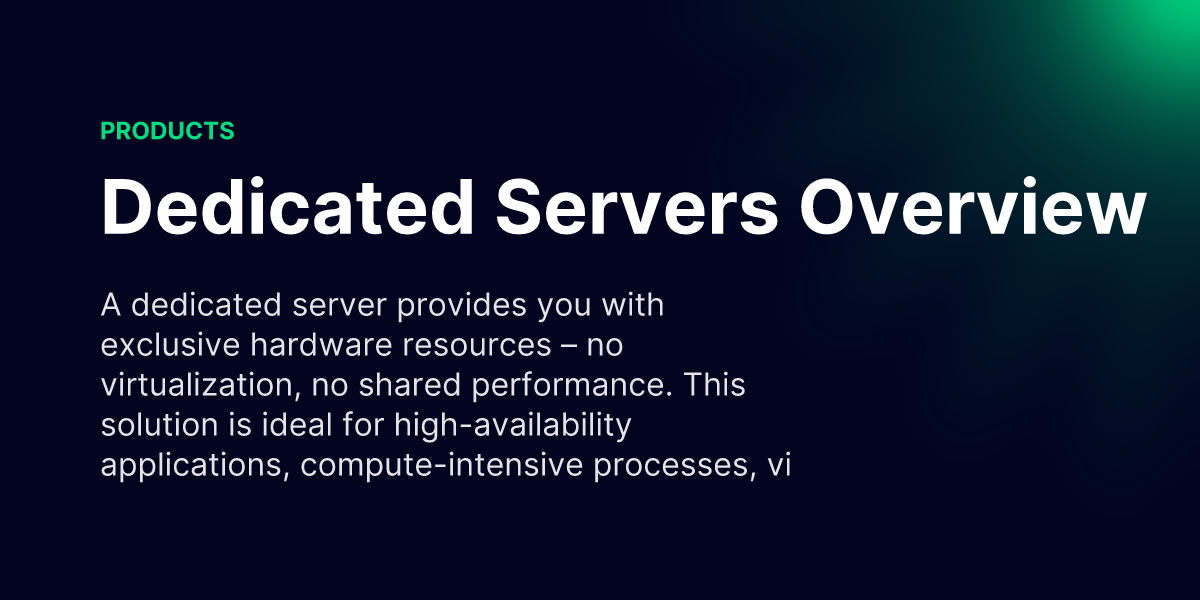 PRODUCTS
Dedicated Servers Overview
A dedicated server provides you with
exclusive hardware resources – no
virtualization, no shared performance. This
solution is ideal for high-availability
applications, compute-intensive processes, vi